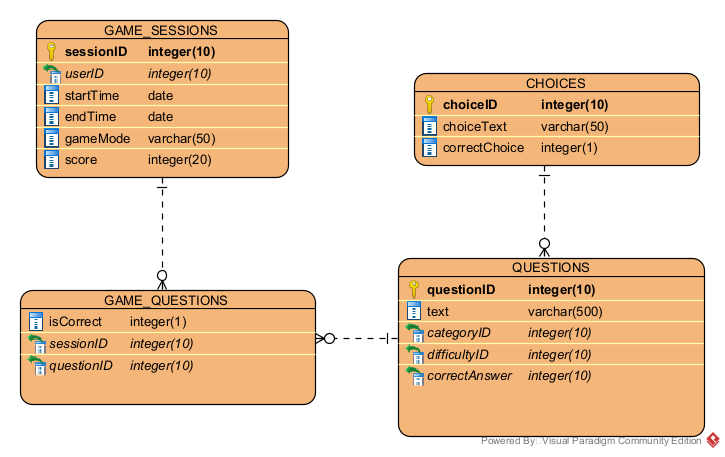 GAME_SESSIONS
sessionID integer(10)
userID integer(10)
startTime date
endTime date
gameMode varchar(50)
score integer(20)
CHOICES
choiceID integer(10)
choiceText varchar(50)
correctChoice integer(1)
GAME_QUESTIONS
isCorrect integer(1)
sessionID integer(10)
questionID integer(10)
QUESTIONS
questionID integer(10)
text varchar(500)
categoryID integer(10)
difficultyID integer(10)
correctAnswer integer(10)
Powered By Visual Paradigm Community Edition